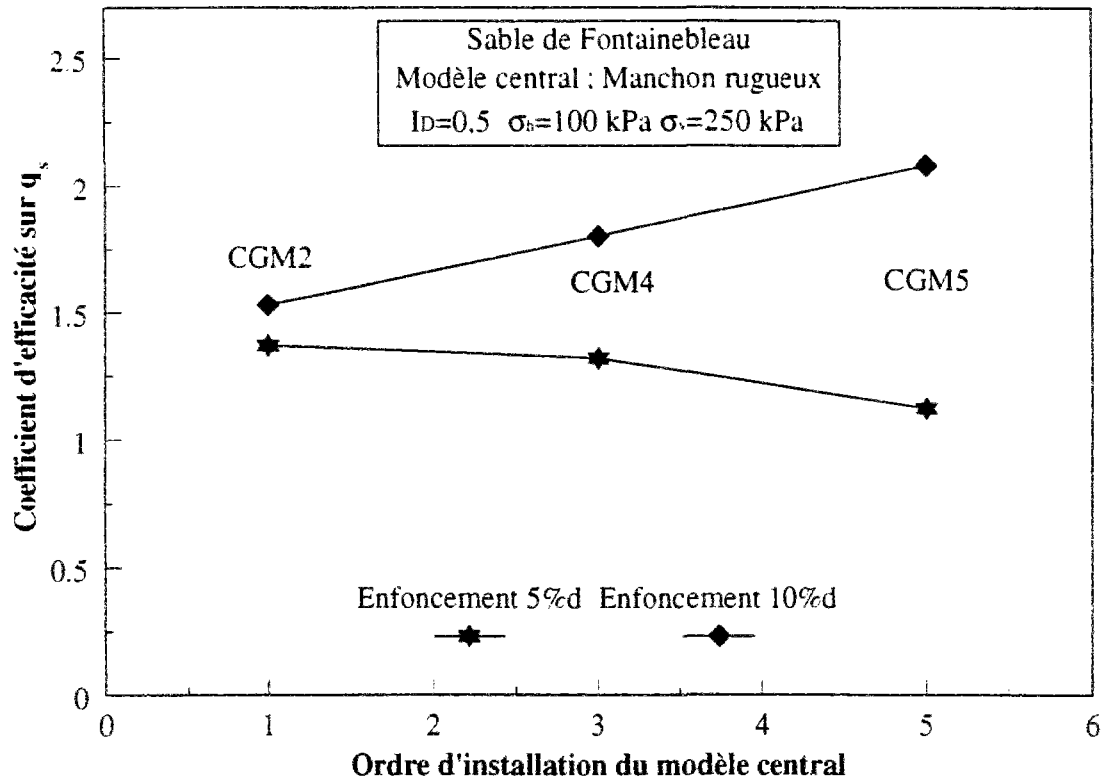 Sable de Fontainebleau
Modèle central : Manchon rugueux
ID=0.5 σh=100 kPa σv=250 kPa
Coefficient d'efficacité sur qs
2.5
2
1.5
1
0.5
0
CGM2
CGM4
CGM5
Enfoncement 5%d Enfoncement 10%d
0 1 2 3 4 5 6
Ordre d'installation du modèle central